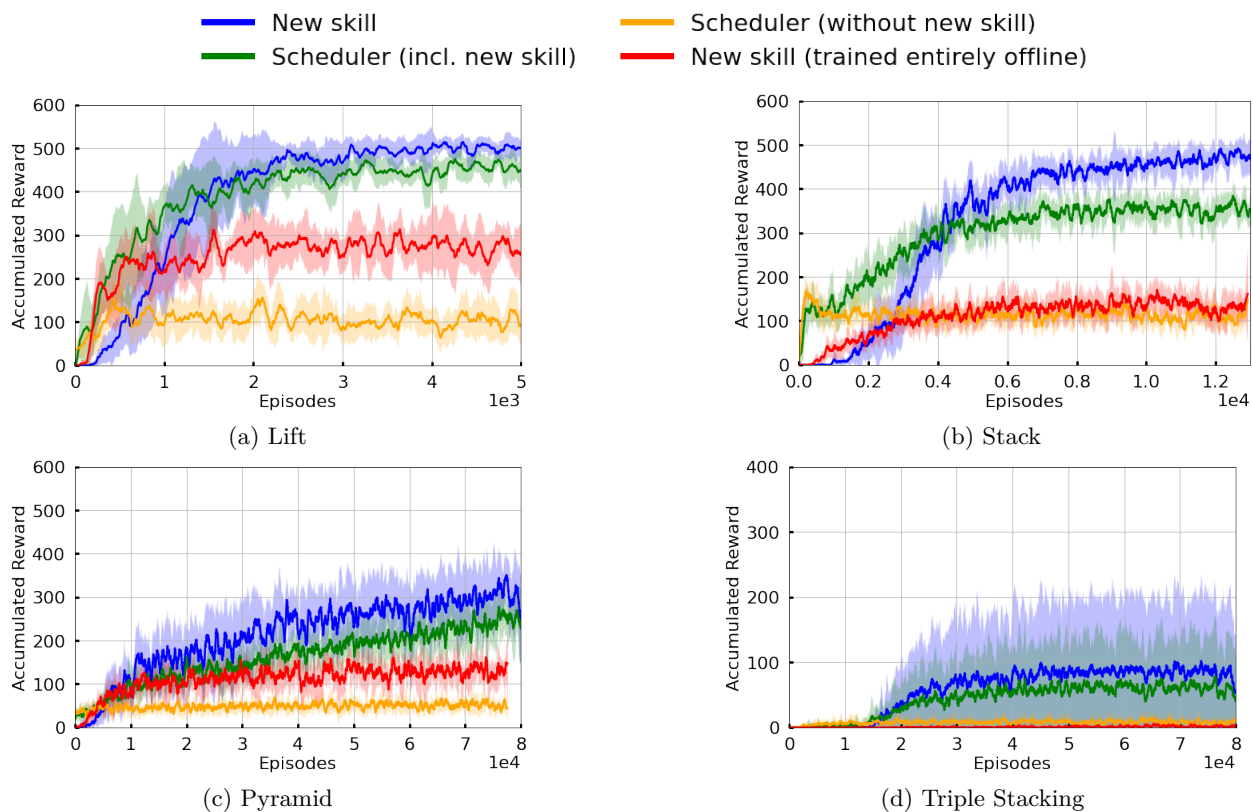 New skill
Scheduler (without new skill)
Scheduler (incl. new skill)
New skill (trained entirely offline)
600
500
400
300
200
100
0
Accumulated Reward
0 1 2 3 4 5
Episodes
1e3
(a) Lift
600
500
400
300
200
100
0
Accumulated Reward
0.0 0.2 0.4 0.6 0.8 1.0 1.2
Episodes
1e4
(b) Stack
600
500
400
300
200
100
0
Accumulated Reward
0 1 2 3 4 5 6 7 8
Episodes
1e4
(c) Pyramid
400
300
200
100
0
Accumulated Reward
0 1 2 3 4 5 6 7 8
Episodes
1e4
(d) Triple Stacking